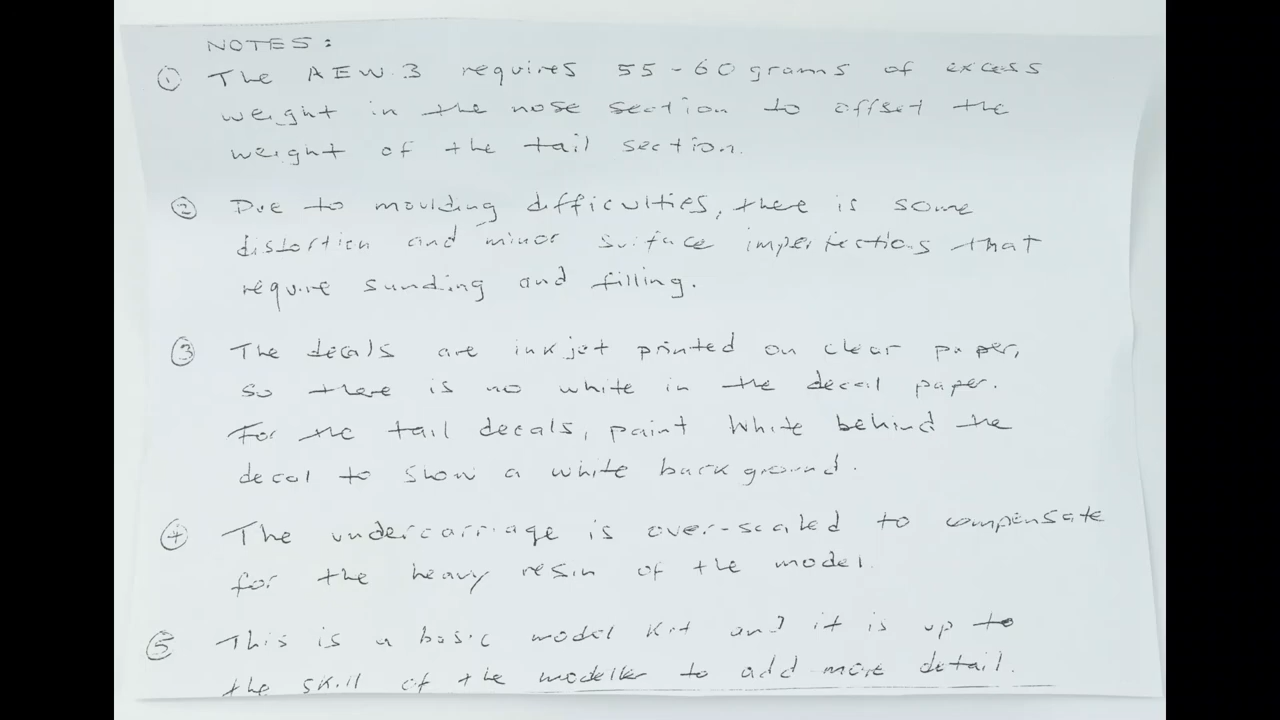 NOTES:
① The AEW.3 requires 55-60 grams of excess
weight in the nose section to offset the
weight of the tail section.
② Due to moulding difficulties, there is some
distortion and minor surface imperfections that
require sanding and filling.
③ The decals are inkjet printed on clear paper,
so there is no white in the decal paper.
For the tail decals, paint white behind the
decal to show a white background.
④ The undercarriage is over-scaled to compensate
for the heavy resin of the model.
⑤ This is a basic model kit and it is up to
the skill of the modeller to add more detail.